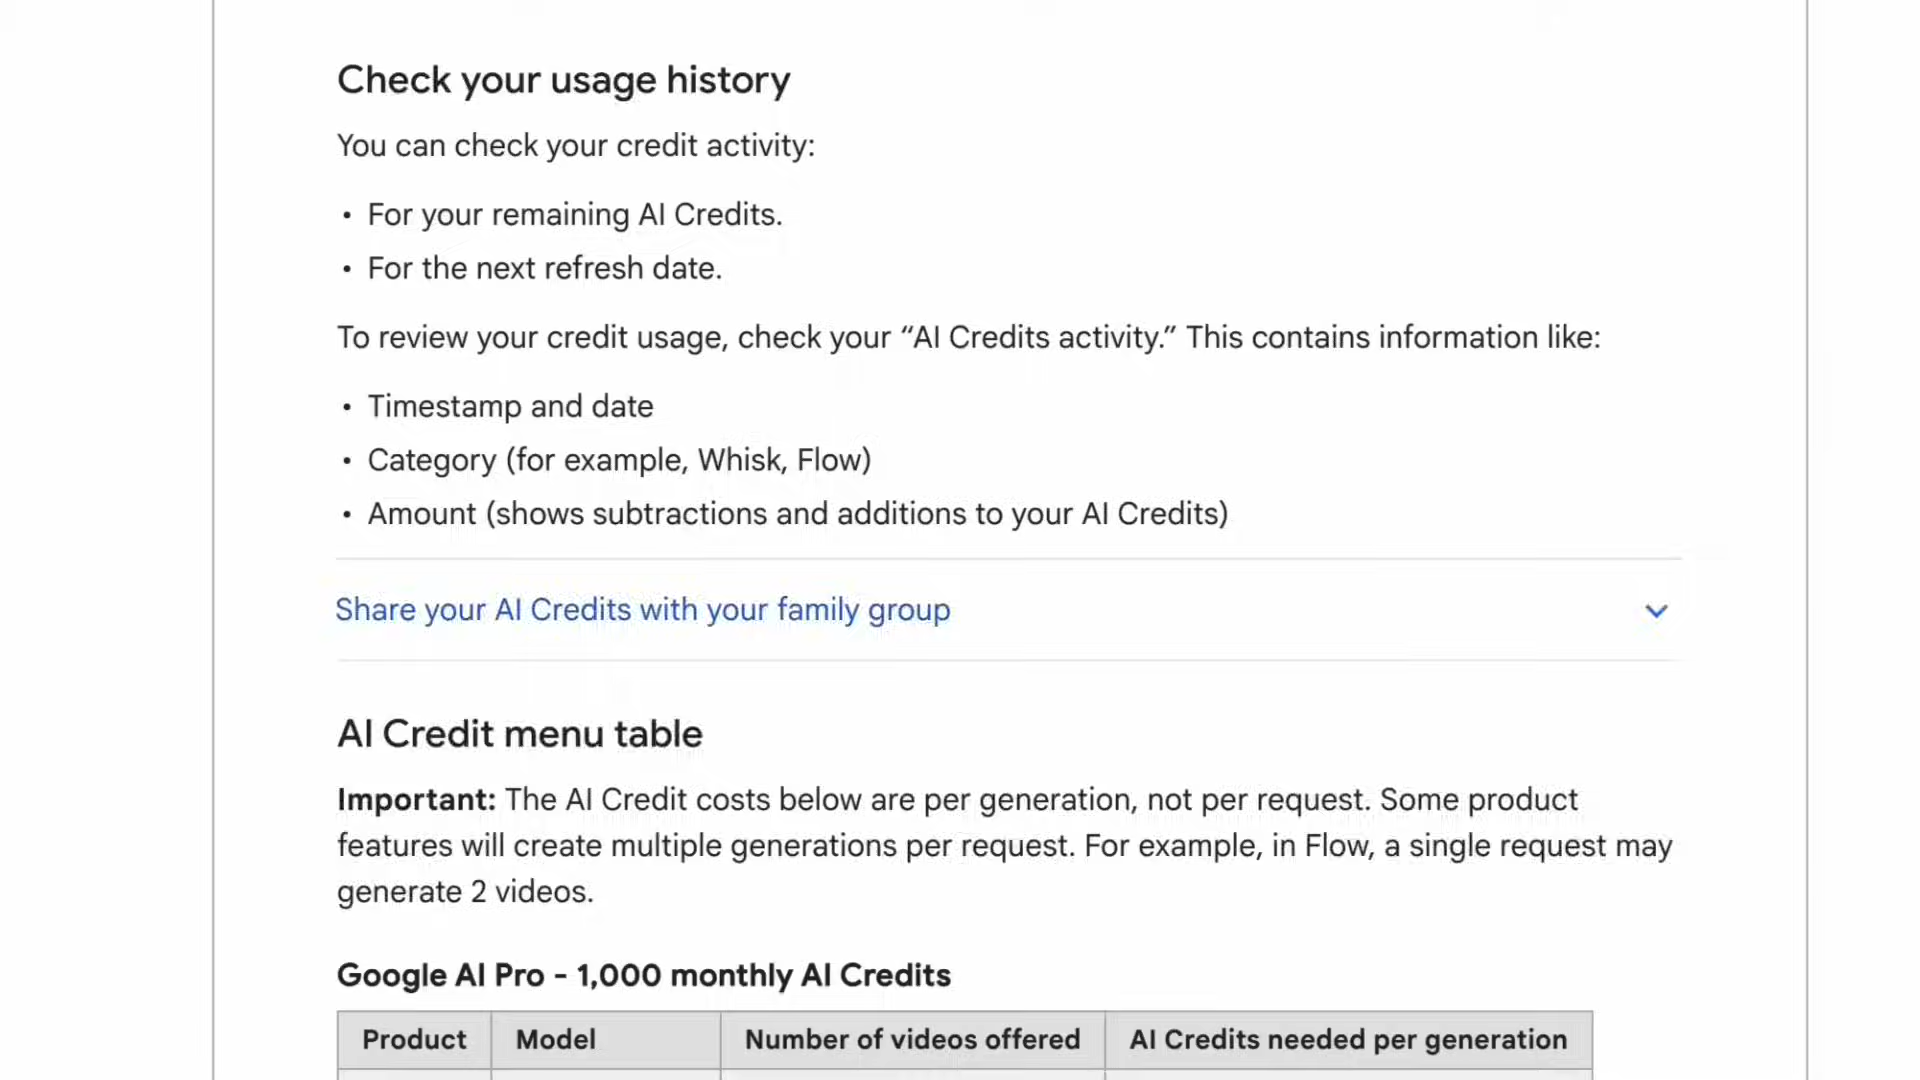 Check your usage history
You can check your credit activity:
• For your remaining AI Credits.
• For the next refresh date.
To review your credit usage, check your “AI Credits activity.” This contains information like:
• Timestamp and date
• Category (for example, Whisk, Flow)
• Amount (shows subtractions and additions to your AI Credits)
Share your AI Credits with your family group
AI Credit menu table
Important: The AI Credit costs below are per generation, not per request. Some product
features will create multiple generations per request. For example, in Flow, a single request may
generate 2 videos.
Google AI Pro - 1,000 monthly AI Credits
Product Model Number of videos offered AI Credits needed per generation